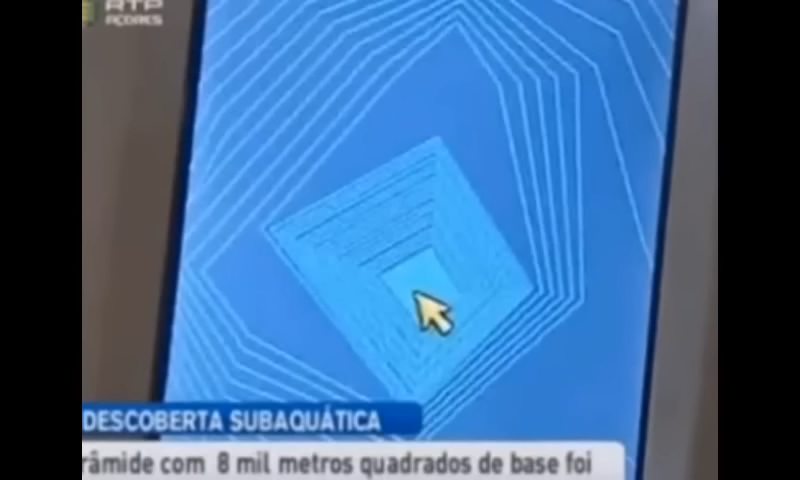 RTP
AÇORES
DESCOBERTA SUBAQUÁTICA
râmide com 8 mil metros quadrados de base foi